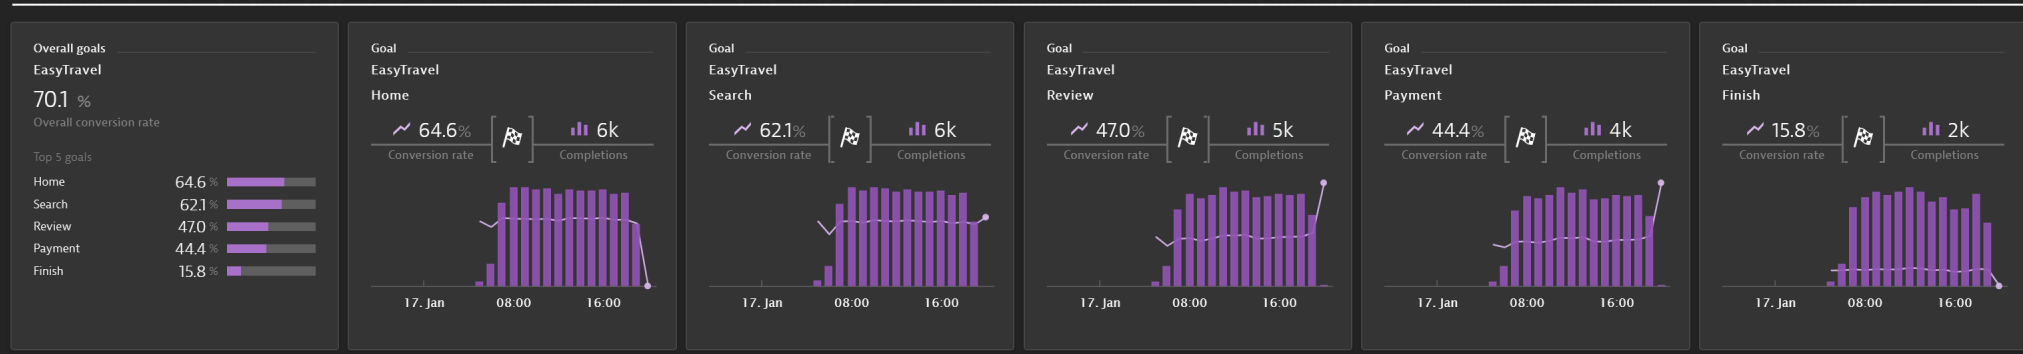 Overall goals
EasyTravel
70.1 %
Overall conversion rate
Top 5 goals
Home 64.6 %
Search 62.1 %
Review 47.0 %
Payment 44.4 %
Finish 15.8 %
Goal
EasyTravel
Home
64.6% 6k
Conversion rate Completions
17. Jan 08:00 16:00
Goal
EasyTravel
Search
62.1% 6k
Conversion rate Completions
17. Jan 08:00 16:00
Goal
EasyTravel
Review
47.0% 5k
Conversion rate Completions
17. Jan 08:00 16:00
Goal
EasyTravel
Payment
44.4% 4k
Conversion rate Completions
17. Jan 08:00 16:00
Goal
EasyTravel
Finish
15.8% 2k
Conversion rate Completions
17. Jan 08:00 16:00